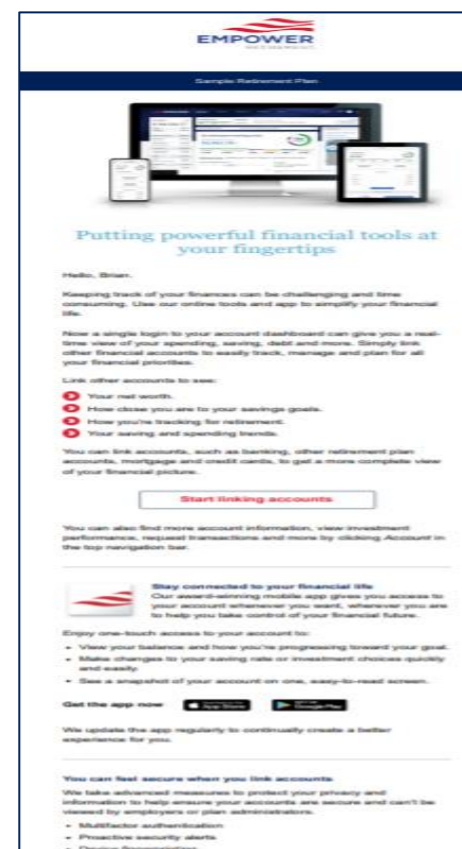 EMPOWER
RETIREMENT
Sample Retirement Plan
Putting powerful financial tools at
your fingertips
Hello, Brian.
Keeping track of your finances can be challenging and time
consuming. Use our online tools and app to simplify your financial
life.
Now a single login to your account dashboard can give you a real-
time view of your spending, saving, debt and more. Simply link
other financial accounts to easily track, manage and plan for all
your financial priorities.
Link other accounts to see:
Your net worth.
How close you are to your savings goals.
How you're tracking for retirement.
Your saving and spending trends.
You can link accounts, such as banking, other retirement plan
accounts, mortgage and credit cards, to get a more complete view
of your financial picture.
Start linking accounts
You can also find more account information, view investment
performance, request transactions and more by clicking Account in
the top navigation bar.
Stay connected to your financial life
Our award-winning mobile app gives you access to
your account whenever you want, wherever you are
to help you take control of your financial future.
Enjoy one-touch access to your account to:
• View your balance and how you're progressing toward your goal.
• Make changes to your saving rate or investment choices quickly
and easily.
• See a snapshot of your account on one, easy-to-read screen.
Get the app now App Store Google Play
We update the app regularly to continually create a better
experience for you.
You can feel secure when you link accounts
We take advanced measures to protect your privacy and
information to help ensure your accounts are secure and can't be
viewed by employers or plan administrators.
• Multifactor authentication
• Proactive security alerts
• Device fingerprinting